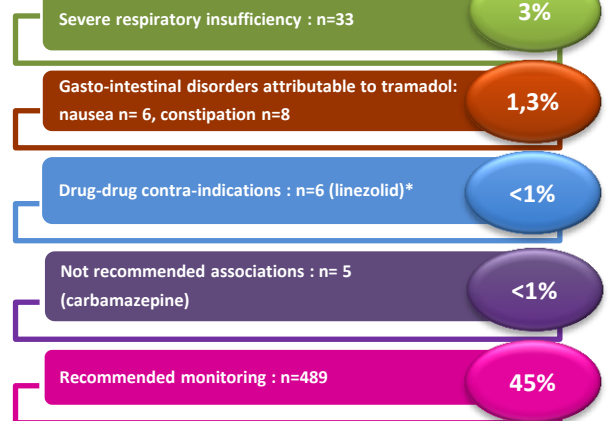 Severe respiratory insufficiency : n=33
3%
Gasto-intestinal disorders attributable to tramadol:
nausea n= 6, constipation n=8
1,3%
Drug-drug contra-indications : n=6 (linezolid)*
<1%
Not recommended associations : n= 5
(carbamazepine)
<1%
Recommended monitoring : n=489
45%